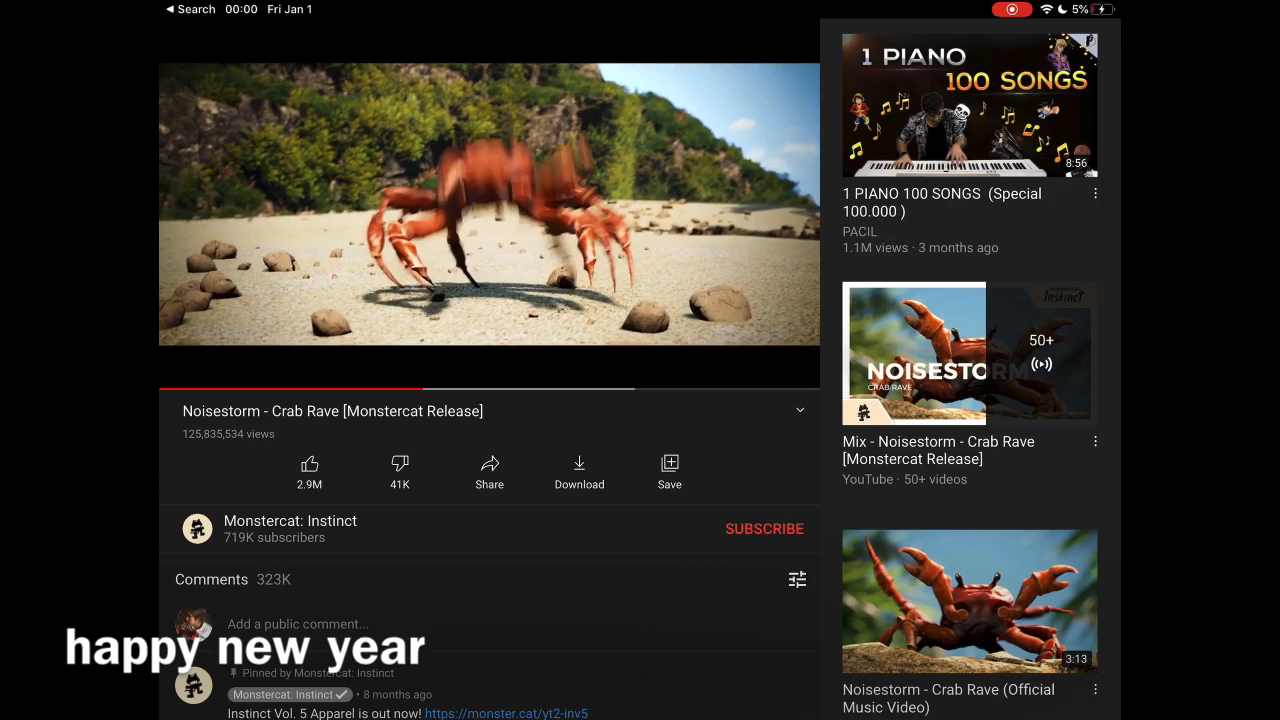 Search 00:00 Fri Jan 1
5%
Noisestorm - Crab Rave [Monstercat Release]
125,835,534 views
2.9M
41K
Share
Download
Save
Monstercat: Instinct
719K subscribers
SUBSCRIBE
Comments 323K
Add a public comment...
happy new year
Pinned by Monstercat: Instinct
Monstercat: Instinct • 8 months ago
Instinct Vol. 5 Apparel is out now! https://monster.cat/yt2-inv5
1 PIANO
100 SONGS
8:56
1 PIANO 100 SONGS (Special
100.000 )
PACIL
1.1M views · 3 months ago
Instinct
50+
NOISESTORM
CRAB RAVE
Mix - Noisestorm - Crab Rave
[Monstercat Release]
YouTube · 50+ videos
3:13
Noisestorm - Crab Rave (Official
Music Video)